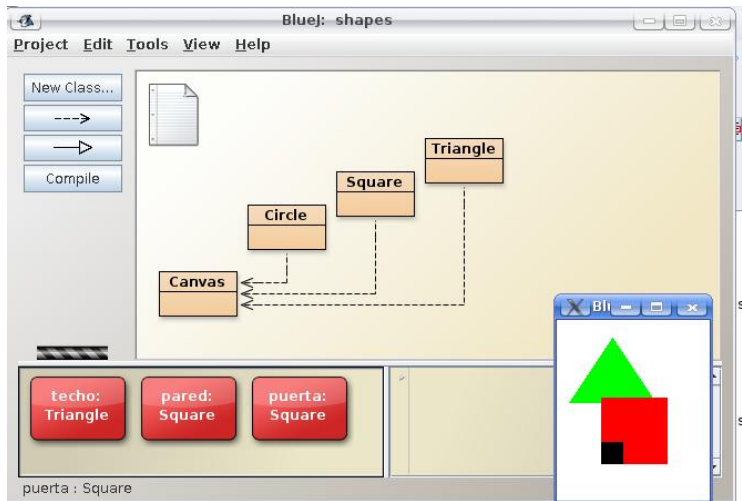 BlueJ: shapes
Project Edit Tools View Help
New Class...
Compile
Triangle
Square
Circle
Canvas
techo:
Triangle
pared:
Square
puerta:
Square
puerta : Square